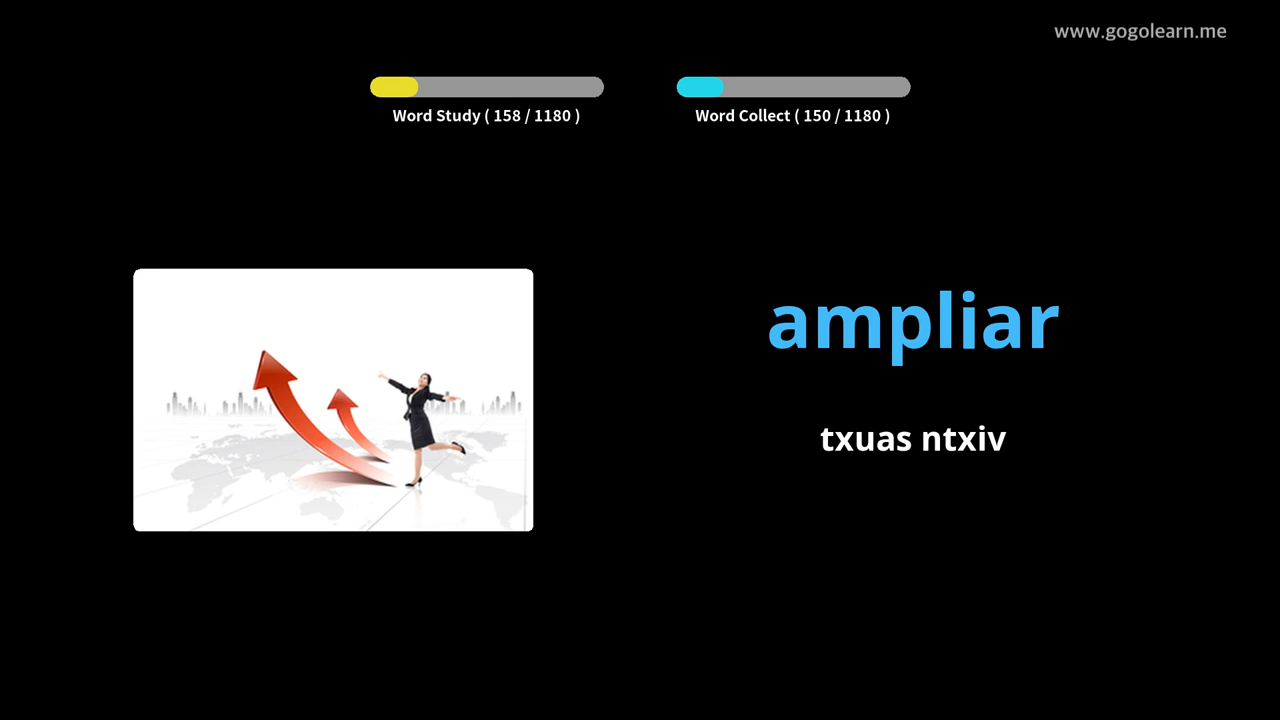 www.gogolearn.me
Word Study ( 158 / 1180 )
Word Collect ( 150 / 1180 )
ampliar
txuas ntxiv